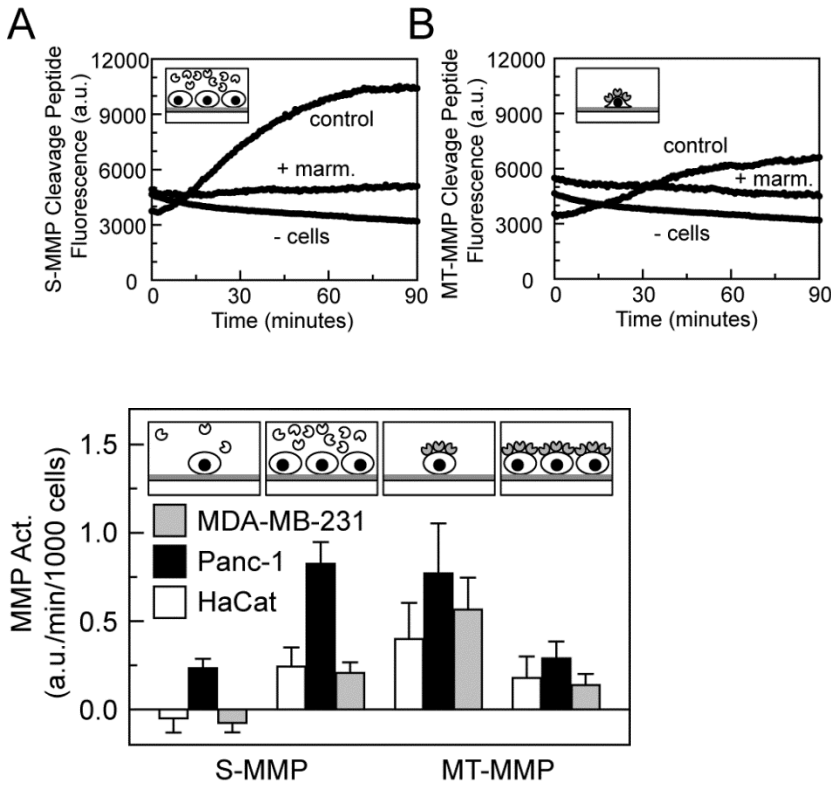 A
S-MMP Cleavage Peptide
Fluorescence (a.u.)
12000
9000
6000
3000
0
control
+ marm.
- cells
0 30 60 90
Time (minutes)
B
MT-MMP Clevage Peptide
Fluorescence (a.u.)
12000
9000
6000
3000
0
control
+ marm.
- cells
0 30 60 90
Time (minutes)
MMP Act.
(a.u./min/1000 cells)
1.5
1.0
0.5
0.0
MDA-MB-231
Panc-1
HaCat
S-MMP MT-MMP